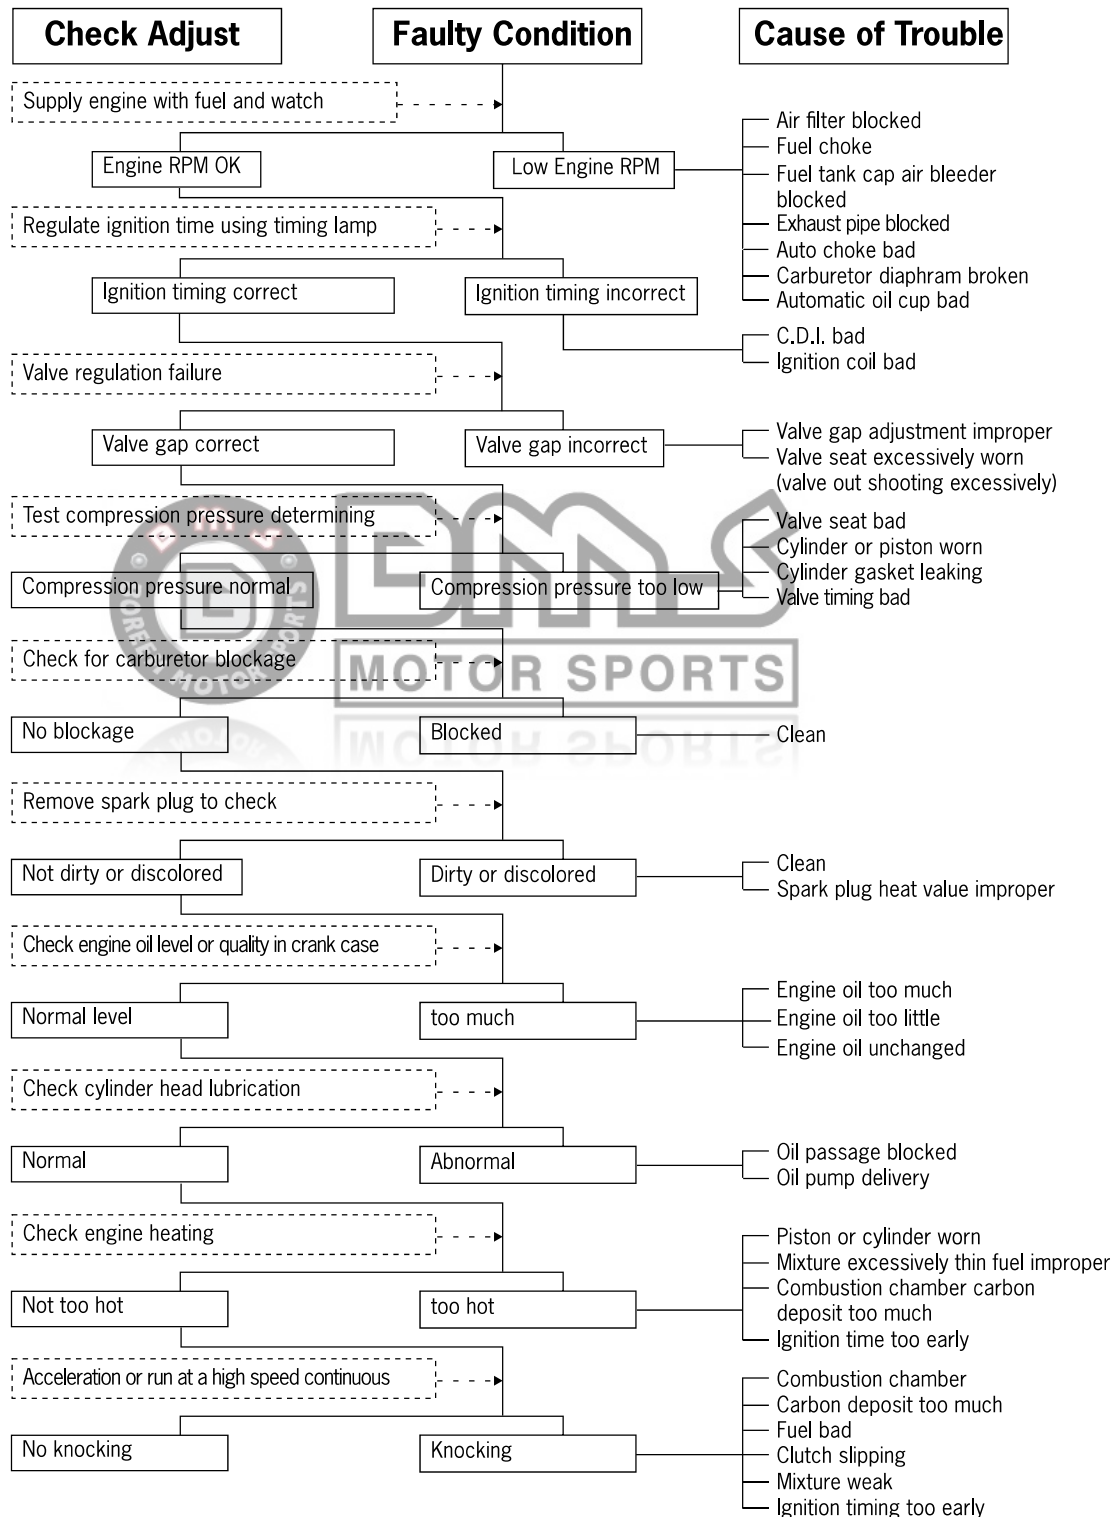 Check Adjust
Faulty Condition
Cause of Trouble
Supply engine with fuel and watch
Engine RPM OK
Low Engine RPM
Air filter blocked
Fuel choke
Fuel tank cap air bleeder
blocked
Exhaust pipe blocked
Auto choke bad
Carburetor diaphram broken
Automatic oil cup bad
Regulate ignition time using timing lamp
Ignition timing correct
Ignition timing incorrect
C.D.I. bad
Ignition coil bad
Valve regulation failure
Valve gap correct
Valve gap incorrect
Valve gap adjustment improper
Valve seat excessively worn
(valve out shooting excessively)
Test compression pressure determining
Compression pressure normal
Compression pressure too low
Valve seat bad
Cylinder or piston worn
Cylinder gasket leaking
Valve timing bad
DMS
MOTOR SPORTS
Check for carburetor blockage
No blockage
Blocked
Clean
Remove spark plug to check
Not dirty or discolored
Dirty or discolored
Clean
Spark plug heat value improper
Check engine oil level or quality in crank case
Normal level
too much
Engine oil too much
Engine oil too little
Engine oil unchanged
Check cylinder head lubrication
Normal
Abnormal
Oil passage blocked
Oil pump delivery
Check engine heating
Not too hot
too hot
Piston or cylinder worn
Mixture excessively thin fuel improper
Combustion chamber carbon
deposit too much
Ignition time too early
Acceleration or run at a high speed continuous
No knocking
Knocking
Combustion chamber
Carbon deposit too much
Fuel bad
Clutch slipping
Mixture weak
Ignition timing too early